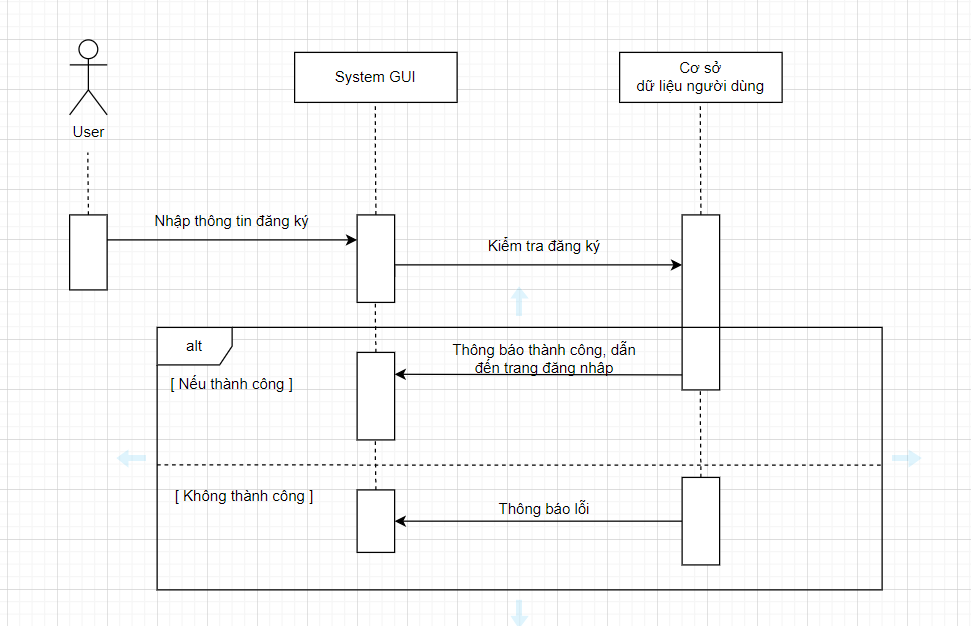 User
System GUI
Cơ sở
dữ liệu người dùng
Nhập thông tin đăng ký
Kiểm tra đăng ký
alt
Thông báo thành công, dẫn
đến trang đăng nhập
[ Nếu thành công ]
[ Không thành công ]
Thông báo lỗi